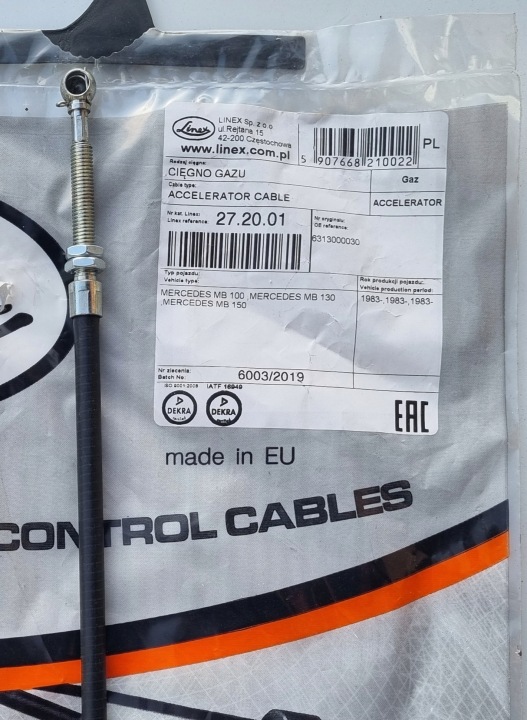 Linex
LINEX Sp. z o.o
ul Rejtana 15
42-200 Częstochowa
www.linex.com.pl
5 907668 210022
PL
Rodzaj cięgna:
CIĘGNO GAZU
Gaz
Cable type:
ACCELERATOR CABLE
ACCELERATOR
Nr kat. Linex:
Linex reference:
27.20.01
Nr oryginału:
OE reference:
6313000030
Typ pojazdu:
Vehicle type:
Rok produkcji pojazdu:
Vehicle production period:
MERCEDES MB 100 ,MERCEDES MB 130
,MERCEDES MB 150
1983-,1983-,1983-
Nr zlecenia:
Batch No:
6003/2019
ISO 9001:2008
IATF 16949
DEKRA
DEKRA
EAC
made in EU
CONTROL CABLES